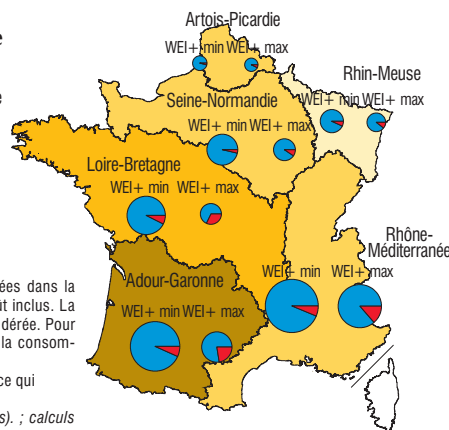 e
e
Artois-Picardie
WEI+ min WEI+ max
Rhin-Meuse
WEI+ min WEI+ max
Seine-Normandie
WEI+ min WEI+ max
Loire-Bretagne
WEI+ min WEI+ max
Rhône-
Méditerranée
WEI+ min WEI+ max
Adour-Garonne
WEI+ min WEI+ max
ées dans la
ût inclus. La
dérée. Pour
la consom-
ce qui
s). ; calculs